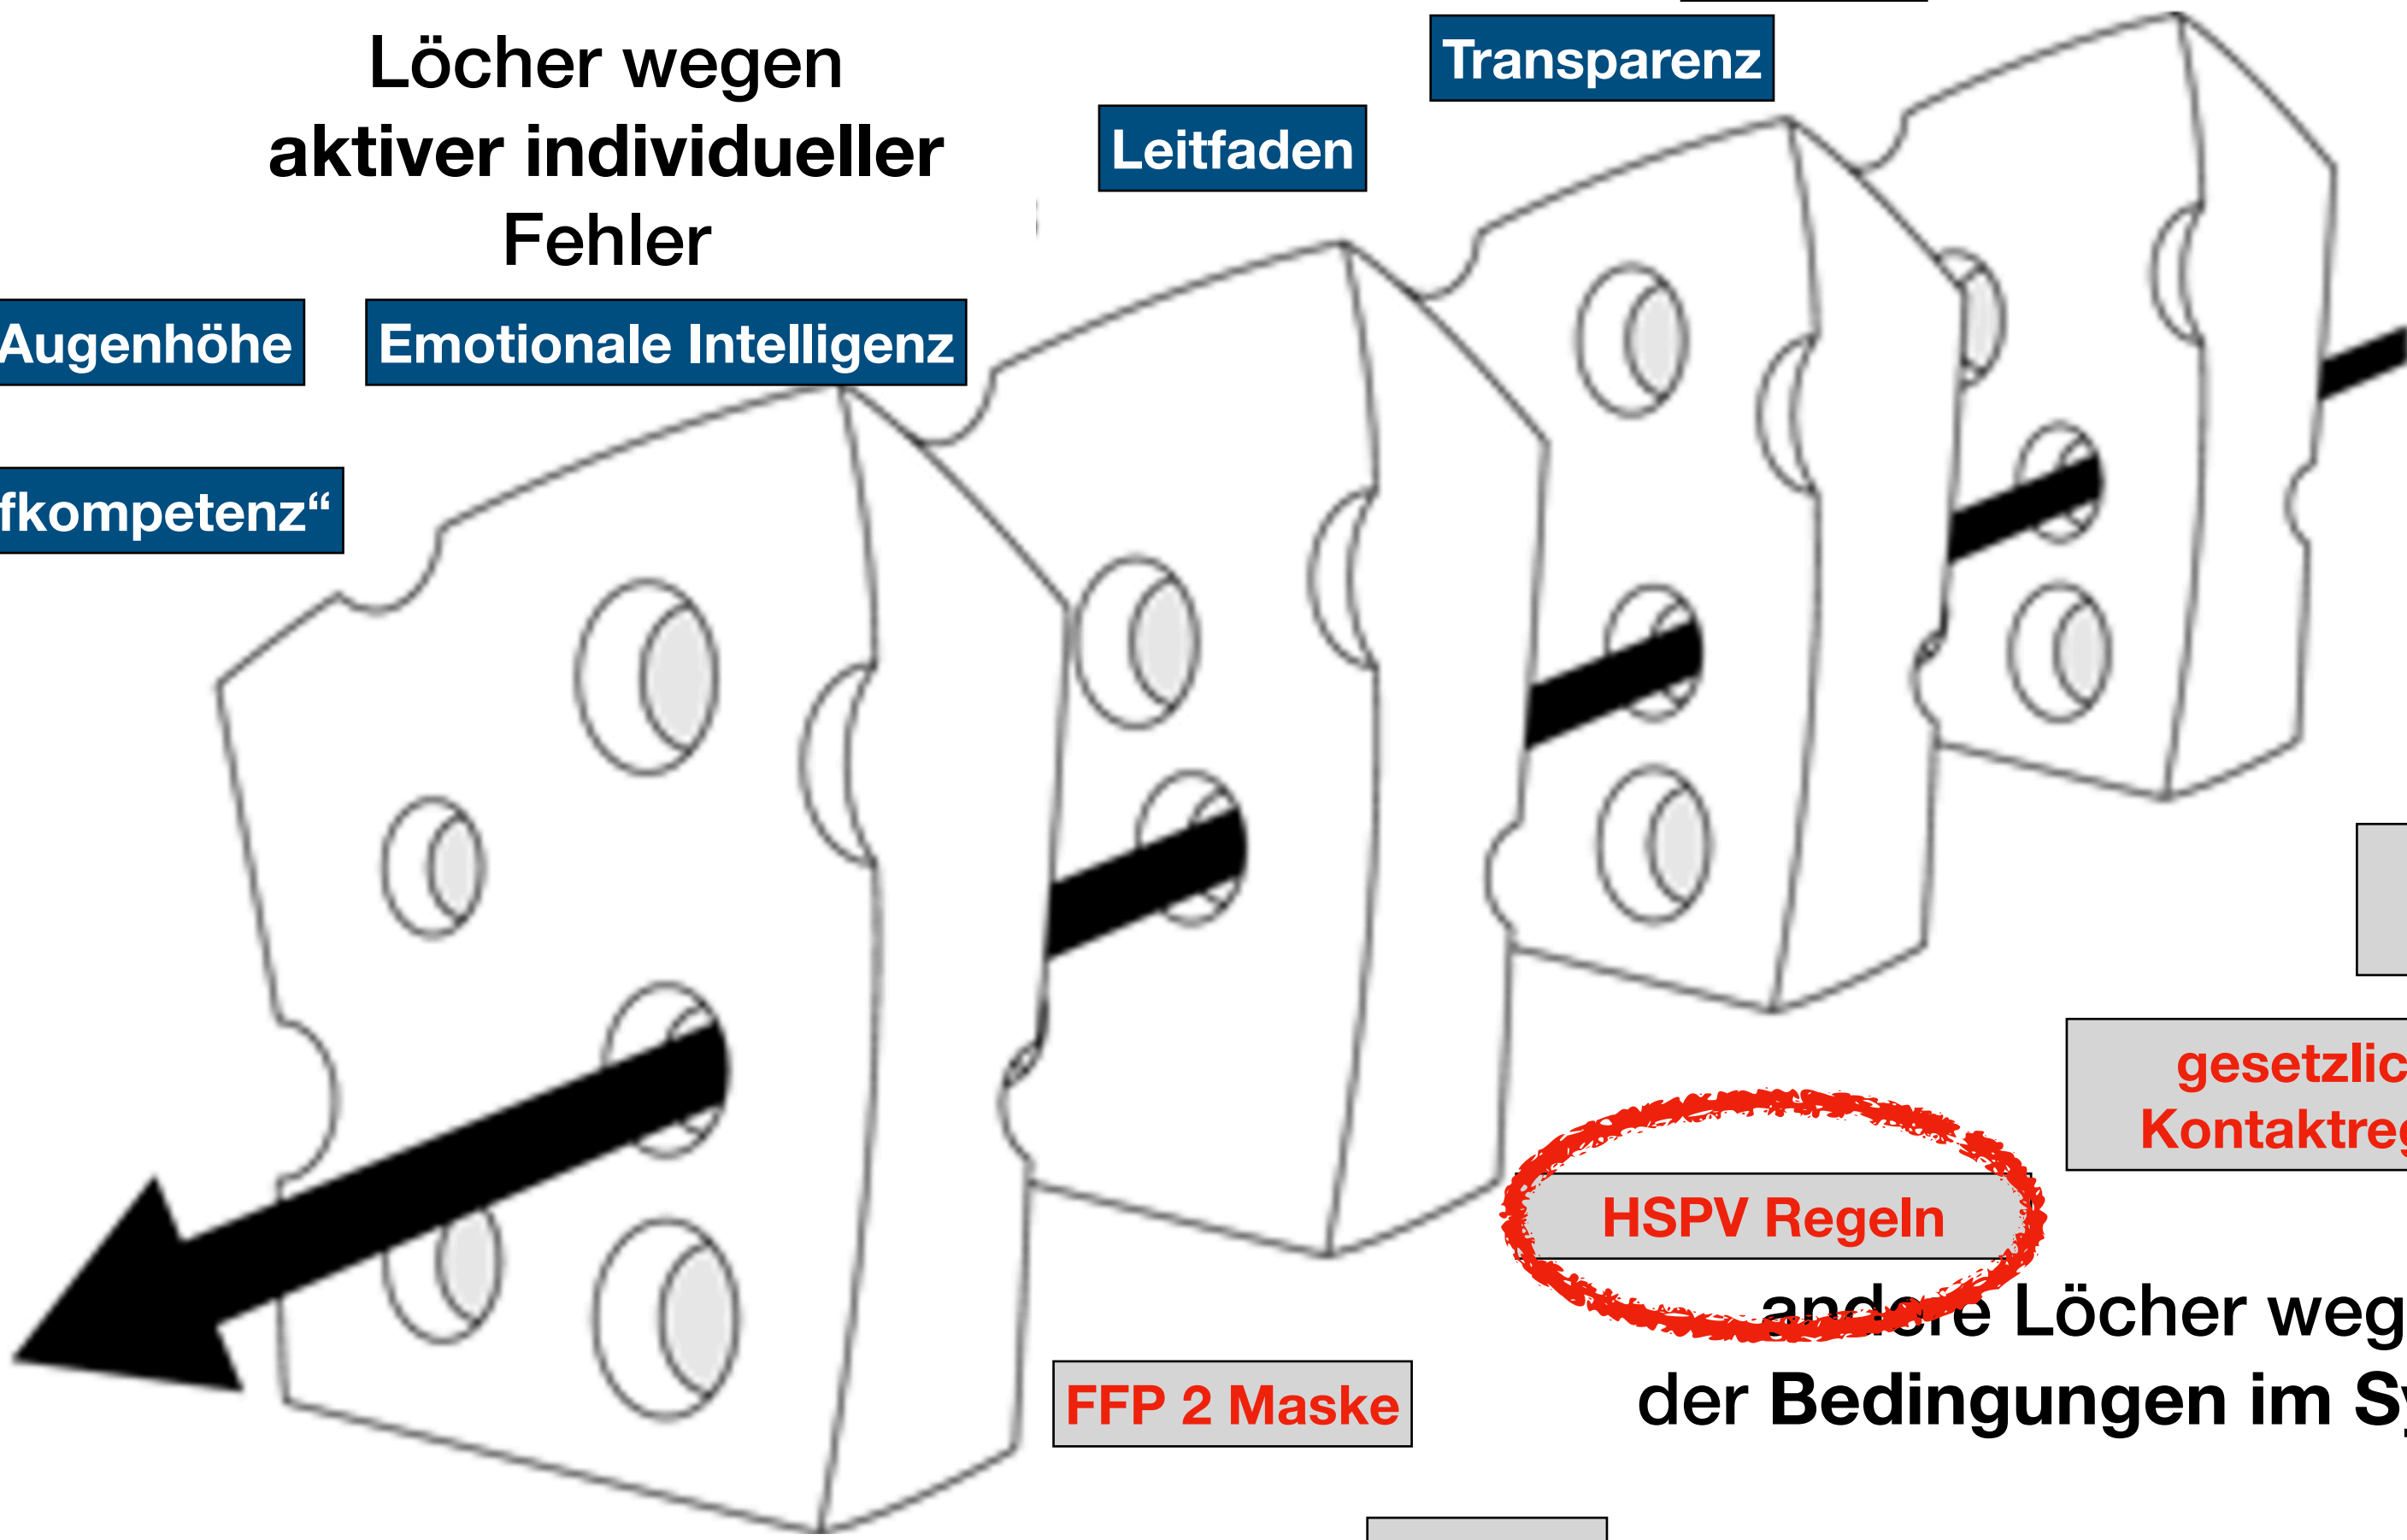 Löcher wegen
aktiver individueller
Fehler
Transparenz
Leitfaden
Augenhöhe
Emotionale Intelligenz
fkompetenz“
gesetzlic
Kontaktreg
HSPV Regeln
andere Löcher weg
der Bedingungen im Sy
FFP 2 Maske